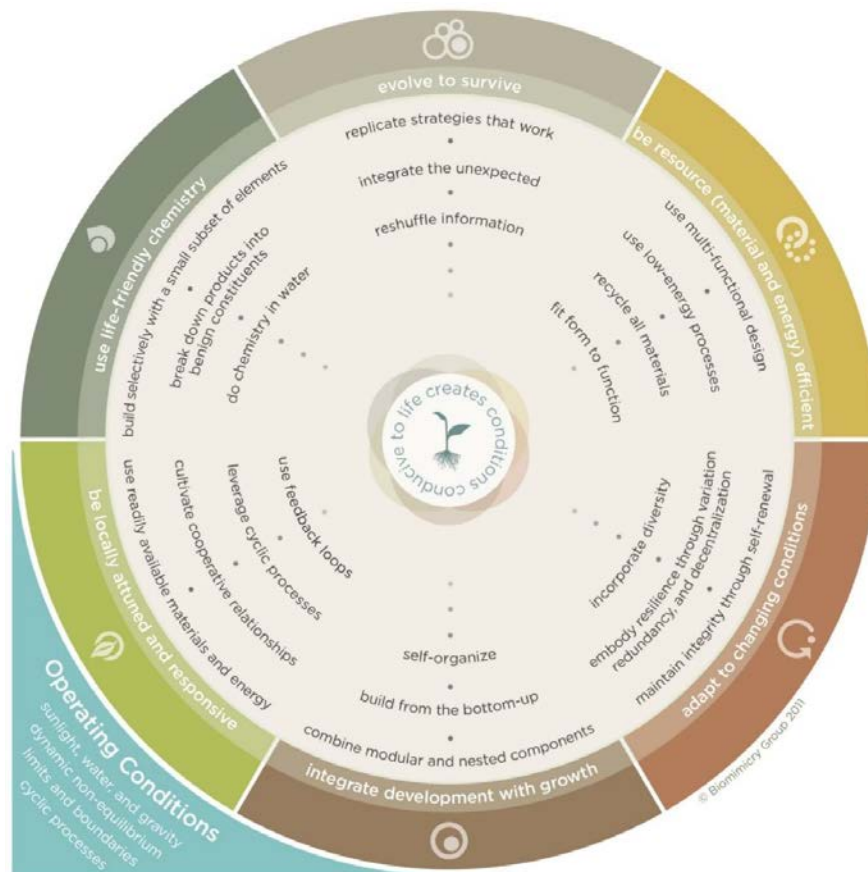 evolve to survive
replicate strategies that work
integrate the unexpected
reshuffle information
be resource (material and energy) efficient
use multi-functional design
use low-energy processes
recycle all materials
fit form to function
adapt to changing conditions
maintain integrity through self-renewal
embody resilience through variation
redundancy, and decentralization
incorporate diversity
integrate development with growth
combine modular and nested components
build from the bottom-up
self-organize
be locally attuned and responsive
use readily available materials and energy
cultivate cooperative relationships
leverage cyclic processes
use feedback loops
use life-friendly chemistry
build selectively with a small subset of elements
break down products into
benign constituents
do chemistry in water
life creates conditions conducive to
Operating Conditions
sunlight, water, and gravity
dynamic non-equilibrium
limits and boundaries
cyclic processes
© Biomimicry Group 2011